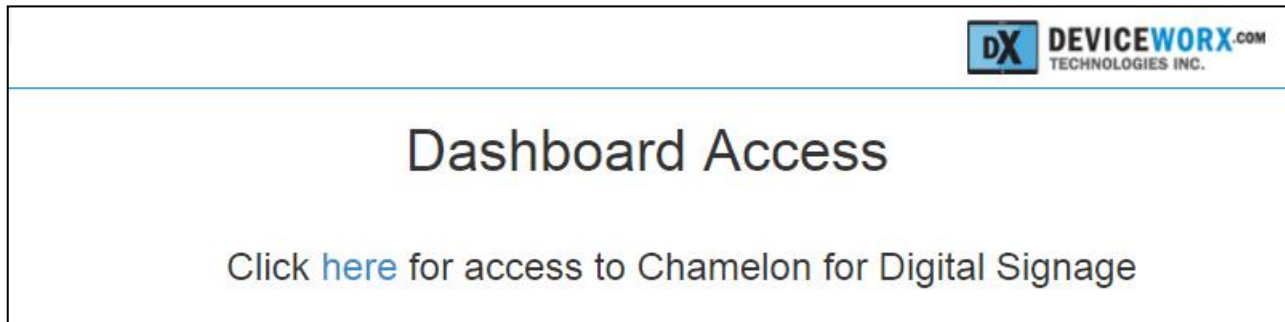 DX DEVICEWORX.COM
TECHNOLOGIES INC.
Dashboard Access
Click here for access to Chamelon for Digital Signage